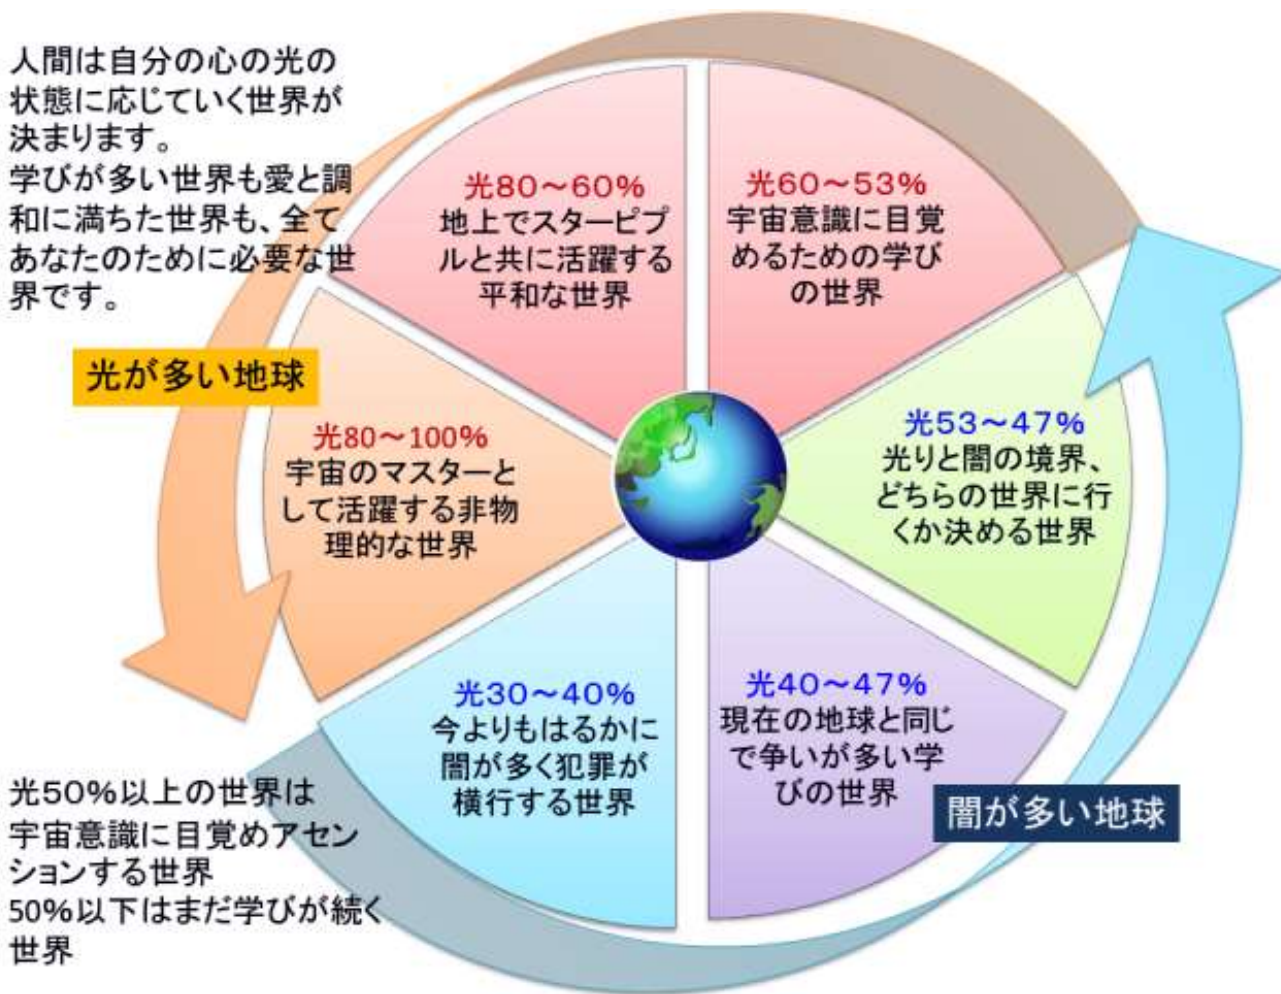 人間は自分の心の光の
状態に応じていく世界が
決まります。
学びが多い世界も愛と調
和に満ちた世界も、全て
あなたのために必要な世
界です。
光80～60%
地上でスターピプ
ルと共に活躍する
平和な世界
光60～53%
宇宙意識に目覚
めるための学び
の世界
光が多い地球
光80～100%
宇宙のマスターと
して活躍する非物
理的な世界
光53～47%
光りと闇の境界、
どちらの世界に行
くか決める世界
光30～40%
今よりもはるかに
闇が多く犯罪が
横行する世界
光40～47%
現在の地球と同じ
で争いが多い学
びの世界
闇が多い地球
光50%以上の世界は
宇宙意識に目覚めアセン
ションする世界
50%以下はまだ学びが続く
世界